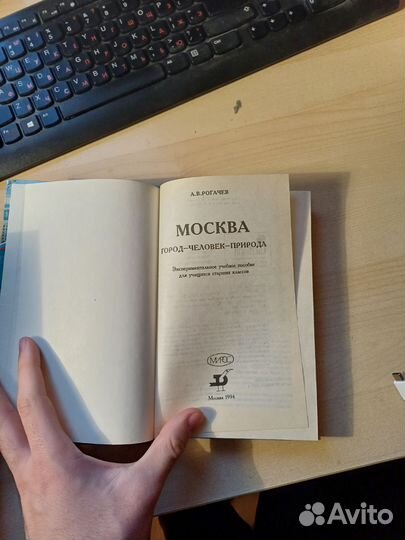 А.В.РОГАЧЕВ
МОСКВА
ГОРОД–ЧЕЛОВЕК–ПРИРОДА
Экспериментальное учебное пособие
для учащихся старших классов
МИРОС
Москва 1994
Avito